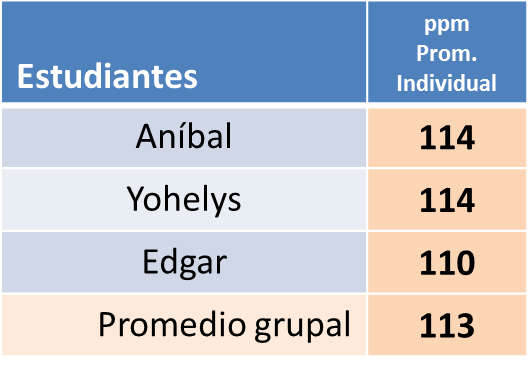 Estudiantes
ppm
Prom.
Individual
Aníbal 114
Yohelys 114
Edgar 110
Promedio grupal 113